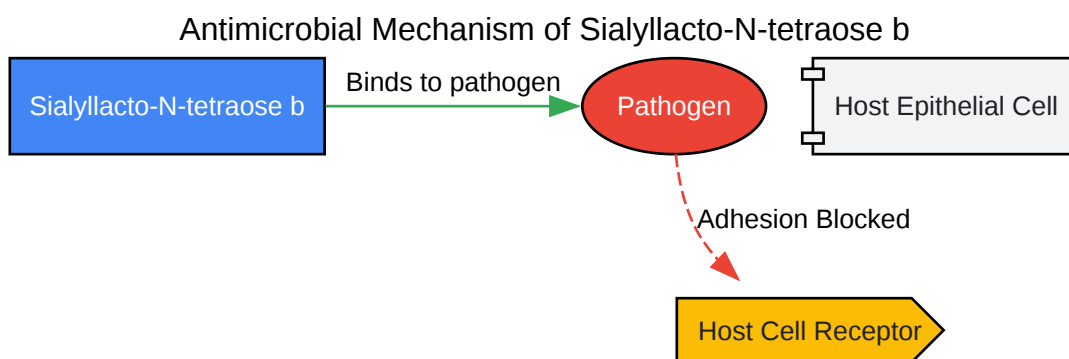 Antimicrobial Mechanism of Sialyllacto-N-tetraose b
Sialyllacto-N-tetraose b
Binds to pathogen
Pathogen
Host Epithelial Cell
Adhesion Blocked
Host Cell Receptor